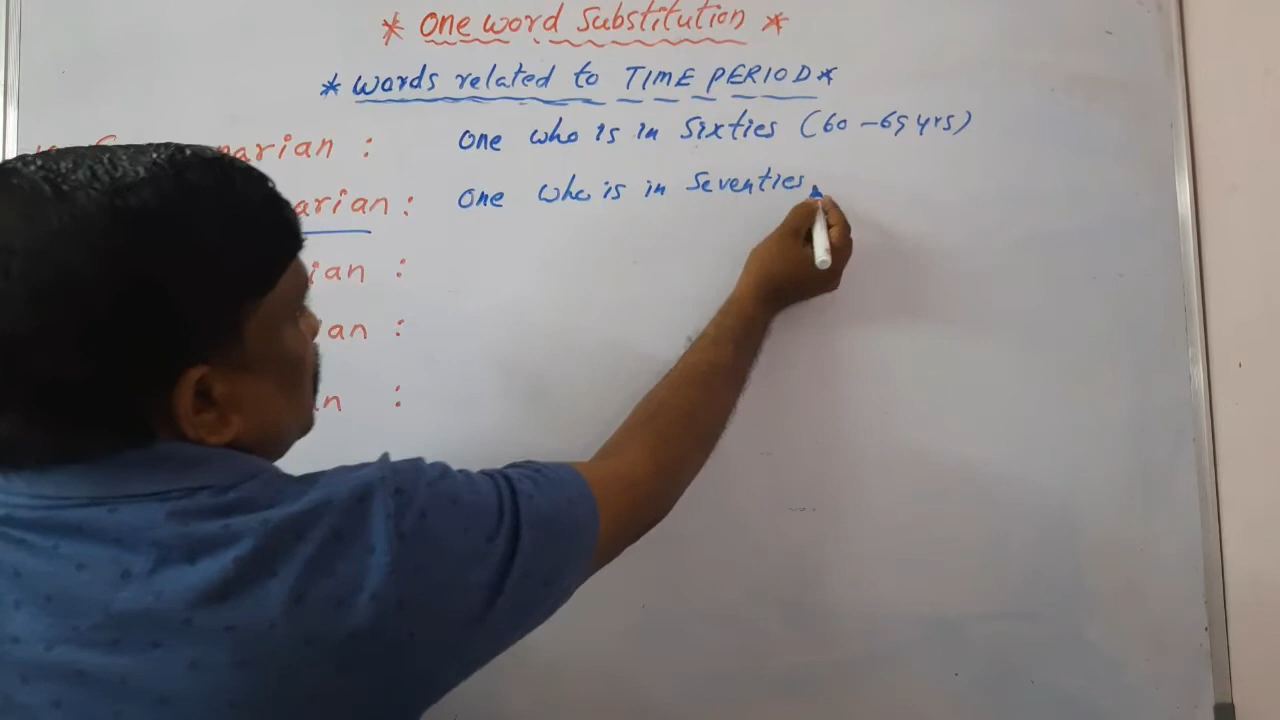 * One word Substitution *
* Words related to TIME PERIOD *
narian : One who is in Sixties (60 - 69 yrs)
arian : One who is in Seventies
ian :
an :
n :